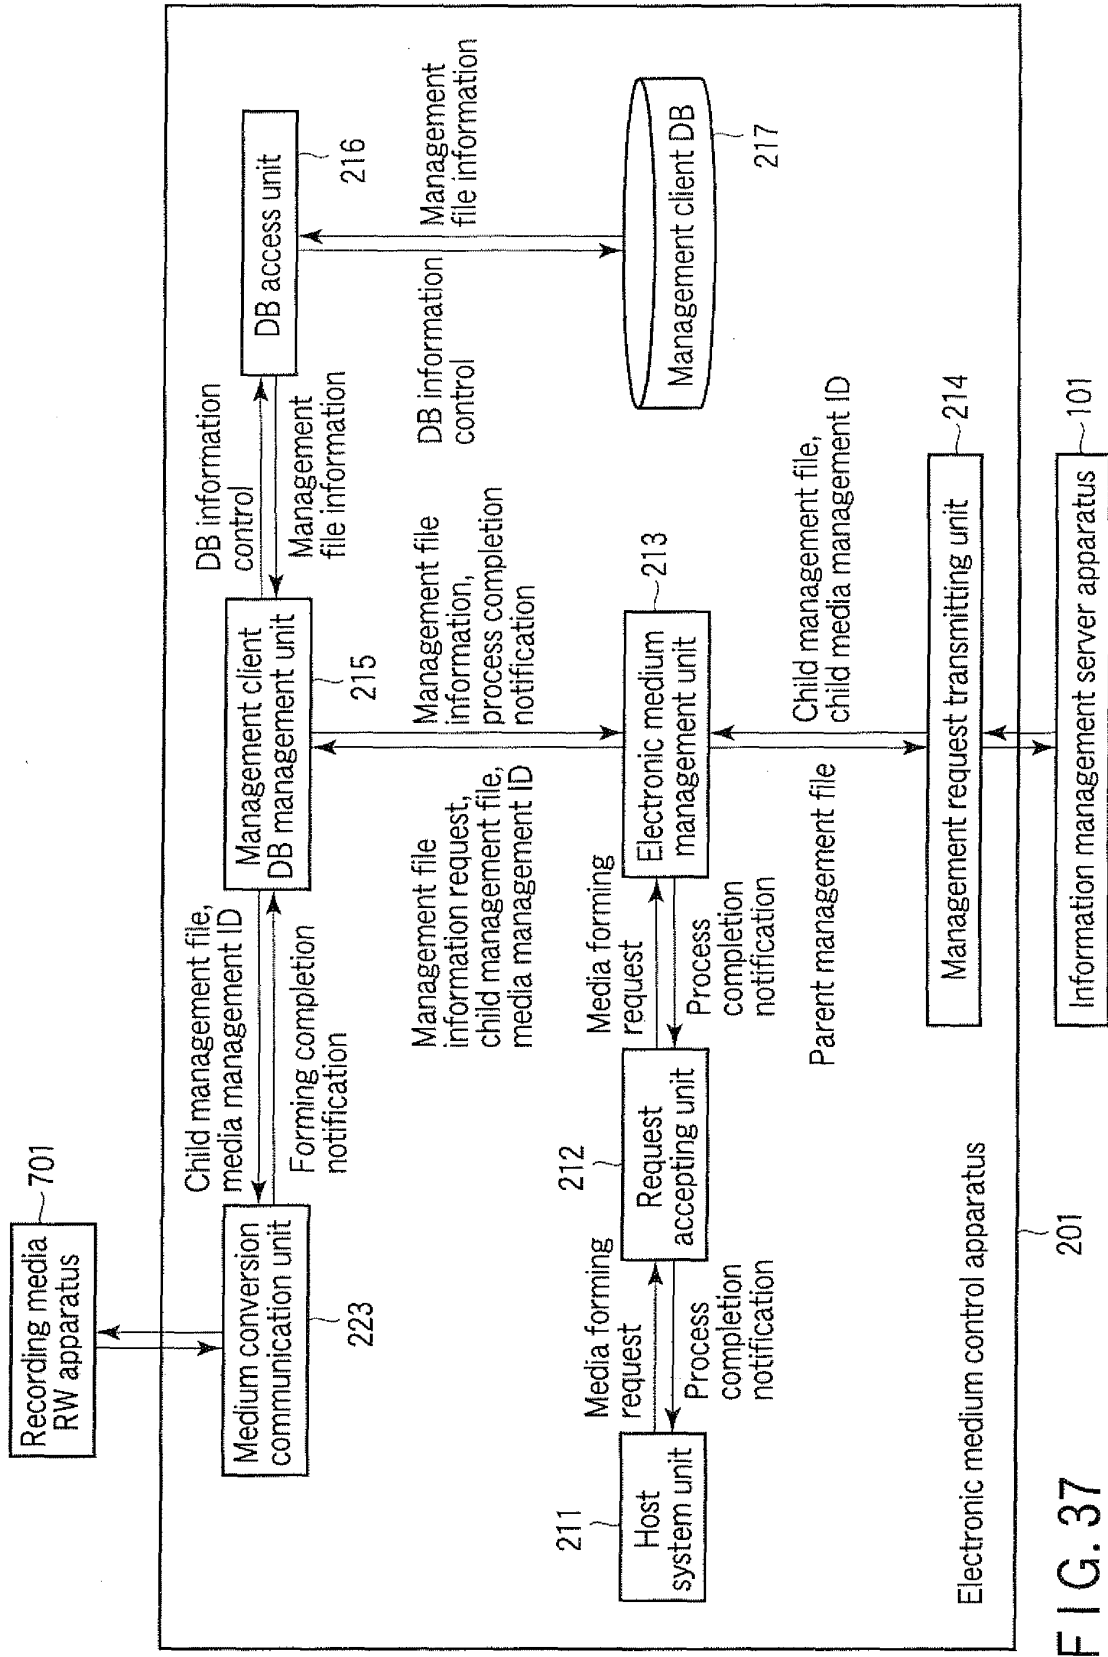 Recording media
RW apparatus
701
Medium conversion
communication unit
223
Child management file,
media management ID
Forming completion
notification
Management client
DB management unit
215
DB information
control
Management
file information
DB access unit
216
Management file
information request,
child management file,
media management ID
Management file
information,
process completion
notification
DB information
control
Management
file information
Host
system unit
211
Media forming
request
Process
completion
notification
Request
accepting unit
212
Media forming
request
Process
completion
notification
Electronic medium
management unit
213
Management client DB
217
Parent management file
Child management file,
child media management ID
Management request transmitting unit
214
Electronic medium control apparatus
201
Information management server apparatus
101
FIG. 37